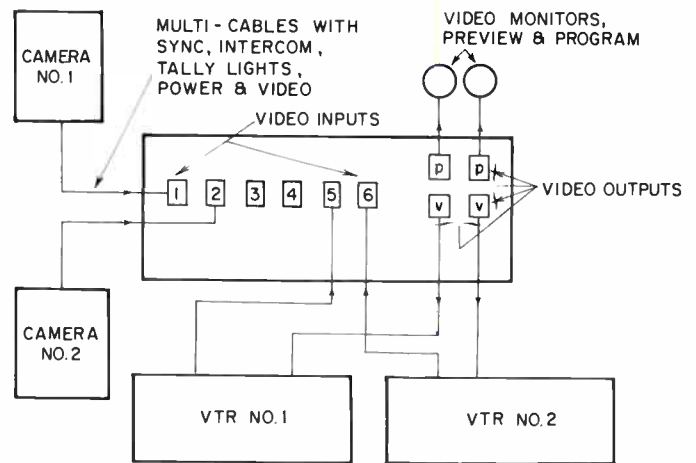 CAMERA
NO. 1
MULTI-CABLES WITH
SYNC, INTERCOM,
TALLY LIGHTS,
POWER & VIDEO
VIDEO MONITORS,
PREVIEW & PROGRAM
VIDEO INPUTS
1
2
3
4
5
6
P
P
V
V
VIDEO OUTPUTS
CAMERA
NO. 2
VTR NO. 1
VTR NO. 2